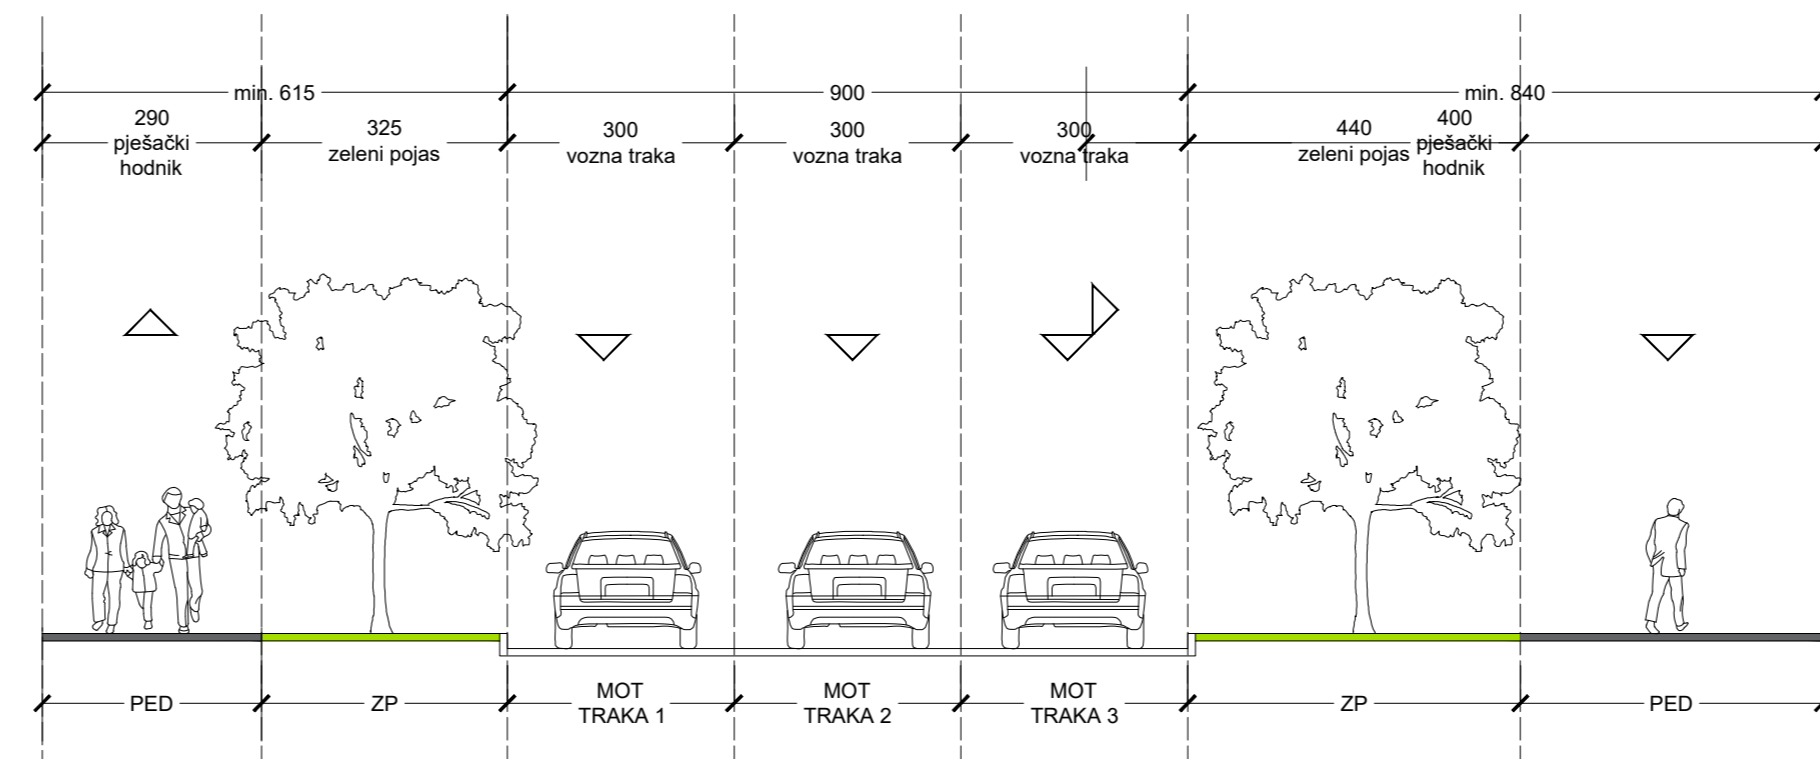 min. 615
900
min. 840
290
pješački
hodnik
325
zeleni pojas
300
vozna traka
300
vozna traka
300
vozna traka
440
zeleni pojas
400
pješački
hodnik
PED
ZP
MOT
TRAKA 1
MOT
TRAKA 2
MOT
TRAKA 3
ZP
PED